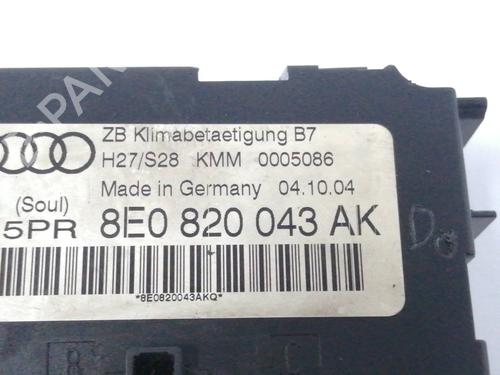 ZB Klimabetaetigung B7
H27/S28 KMM 0005086
Made in Germany 04.10.04
(Soul)
5PR 8E0 820 043 AK
*8E0820043AKQ*